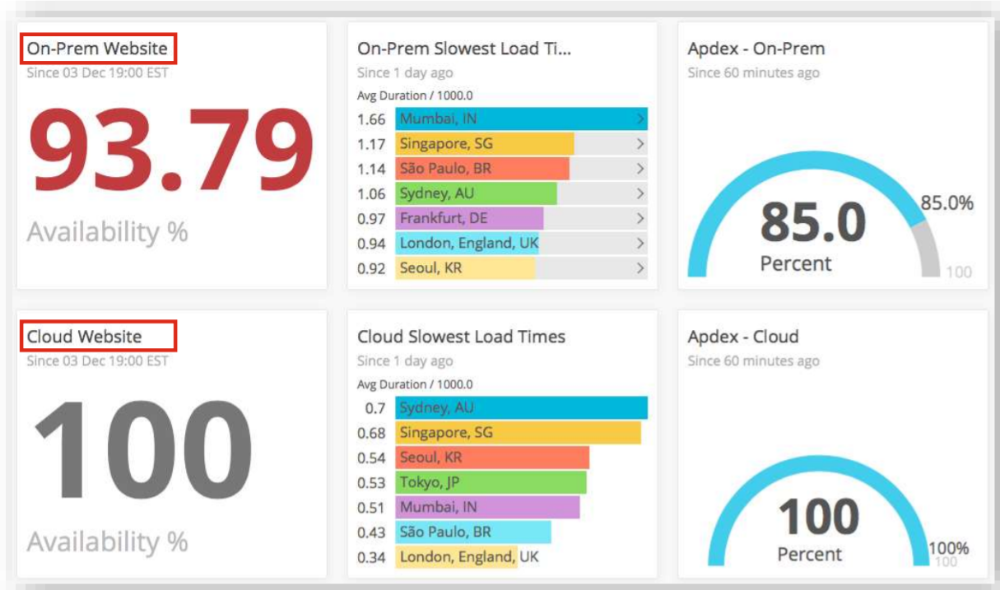 On-Prem Website
Since 03 Dec 19:00 EST
93.79
Availability %
On-Prem Slowest Load Ti...
Since 1 day ago
Avg Duration / 1000.0
1.66 Mumbai, IN
1.17 Singapore, SG
1.14 São Paulo, BR
1.06 Sydney, AU
0.97 Frankfurt, DE
0.94 London, England, UK
0.92 Seoul, KR
Apdex - On-Prem
Since 60 minutes ago
85.0%
85.0
Percent
100
Cloud Website
Since 03 Dec 19:00 EST
100
Availability %
Cloud Slowest Load Times
Since 1 day ago
Avg Duration / 1000.0
0.7 Sydney, AU
0.68 Singapore, SG
0.54 Seoul, KR
0.53 Tokyo, JP
0.51 Mumbai, IN
0.43 São Paulo, BR
0.34 London, England, UK
Apdex - Cloud
Since 60 minutes ago
100
Percent
100%
100